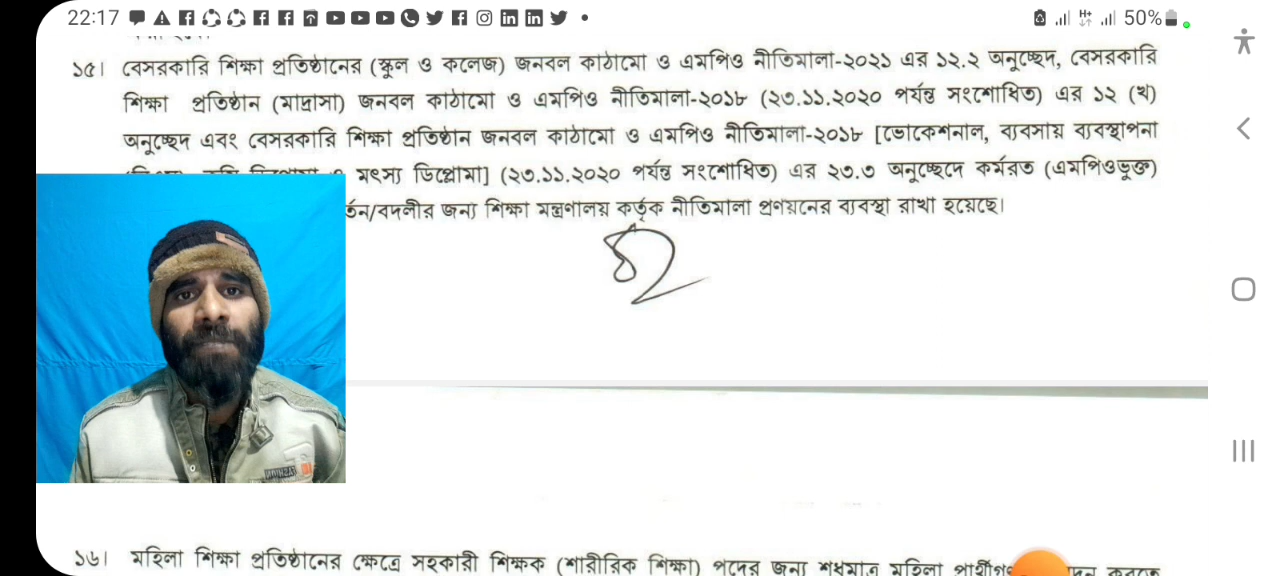 22:17
50%
১৫। বেসরকারি শিক্ষা প্রতিষ্ঠানের (স্কুল ও কলেজ) জনবল কাঠামো ও এমপিও নীতিমালা-২০২১ এর ১২.২ অনুচ্ছেদ, বেসরকারি
শিক্ষা প্রতিষ্ঠান (মাদ্রাসা) জনবল কাঠামো ও এমপিও নীতিমালা-২০১৮ (২৩.১১.২০২০ পর্যন্ত সংশোধিত) এর ১২ (খ)
অনুচ্ছেদ এবং বেসরকারি শিক্ষা প্রতিষ্ঠান জনবল কাঠামো ও এমপিও নীতিমালা-২০১৮ [ভোকেশনাল, ব্যবসায় ব্যবস্থাপনা
মৎস্য ডিপ্লোমা] (২৩.১১.২০২০ পর্যন্ত সংশোধিত) এর ২৩.৩ অনুচ্ছেদে কর্মরত (এমপিওভুক্ত)
র্তন/বদলীর জন্য শিক্ষা মন্ত্রণালয় কর্তৃক নীতিমালা প্রণয়নের ব্যবস্থা রাখা হয়েছে।
১৬। মহিলা শিক্ষা প্রতিষ্ঠানের ক্ষেত্রে সহকারী শিক্ষক (শারীরিক শিক্ষা) পদের জন্য শুধুমাত্র মহিলা